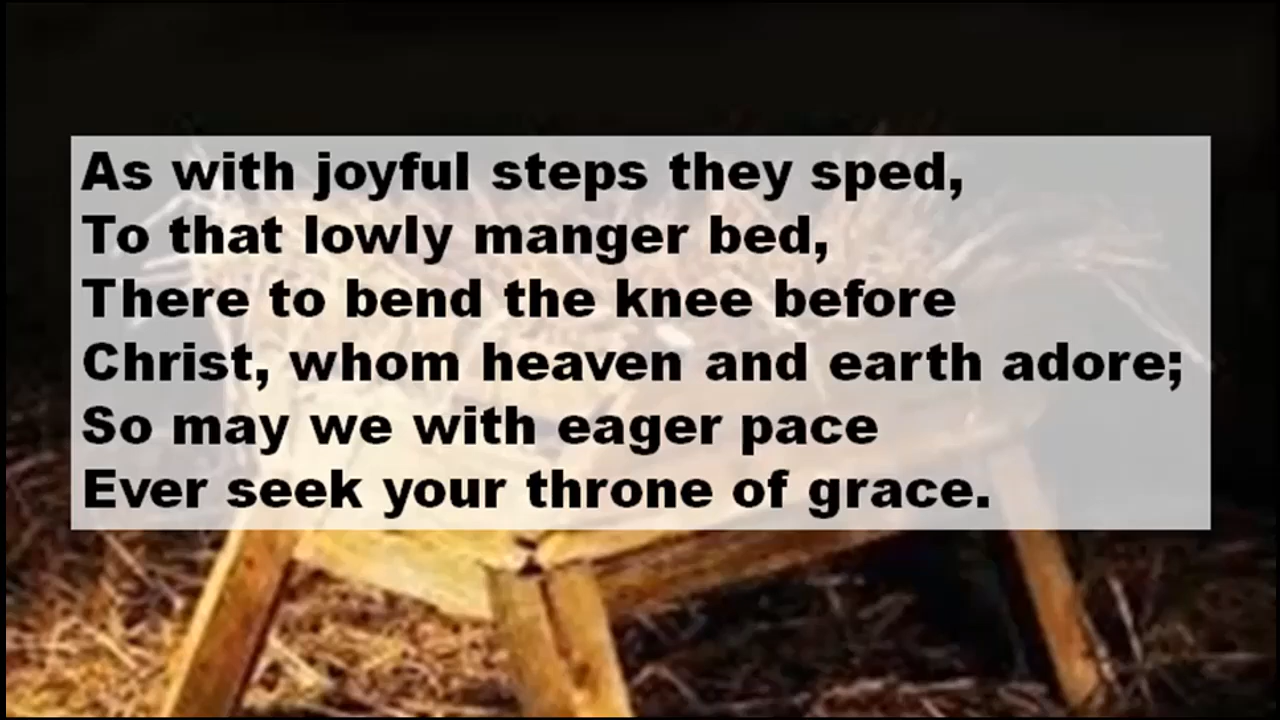 As with joyful steps they sped,
To that lowly manger bed,
There to bend the knee before
Christ, whom heaven and earth adore;
So may we with eager pace
Ever seek your throne of grace.